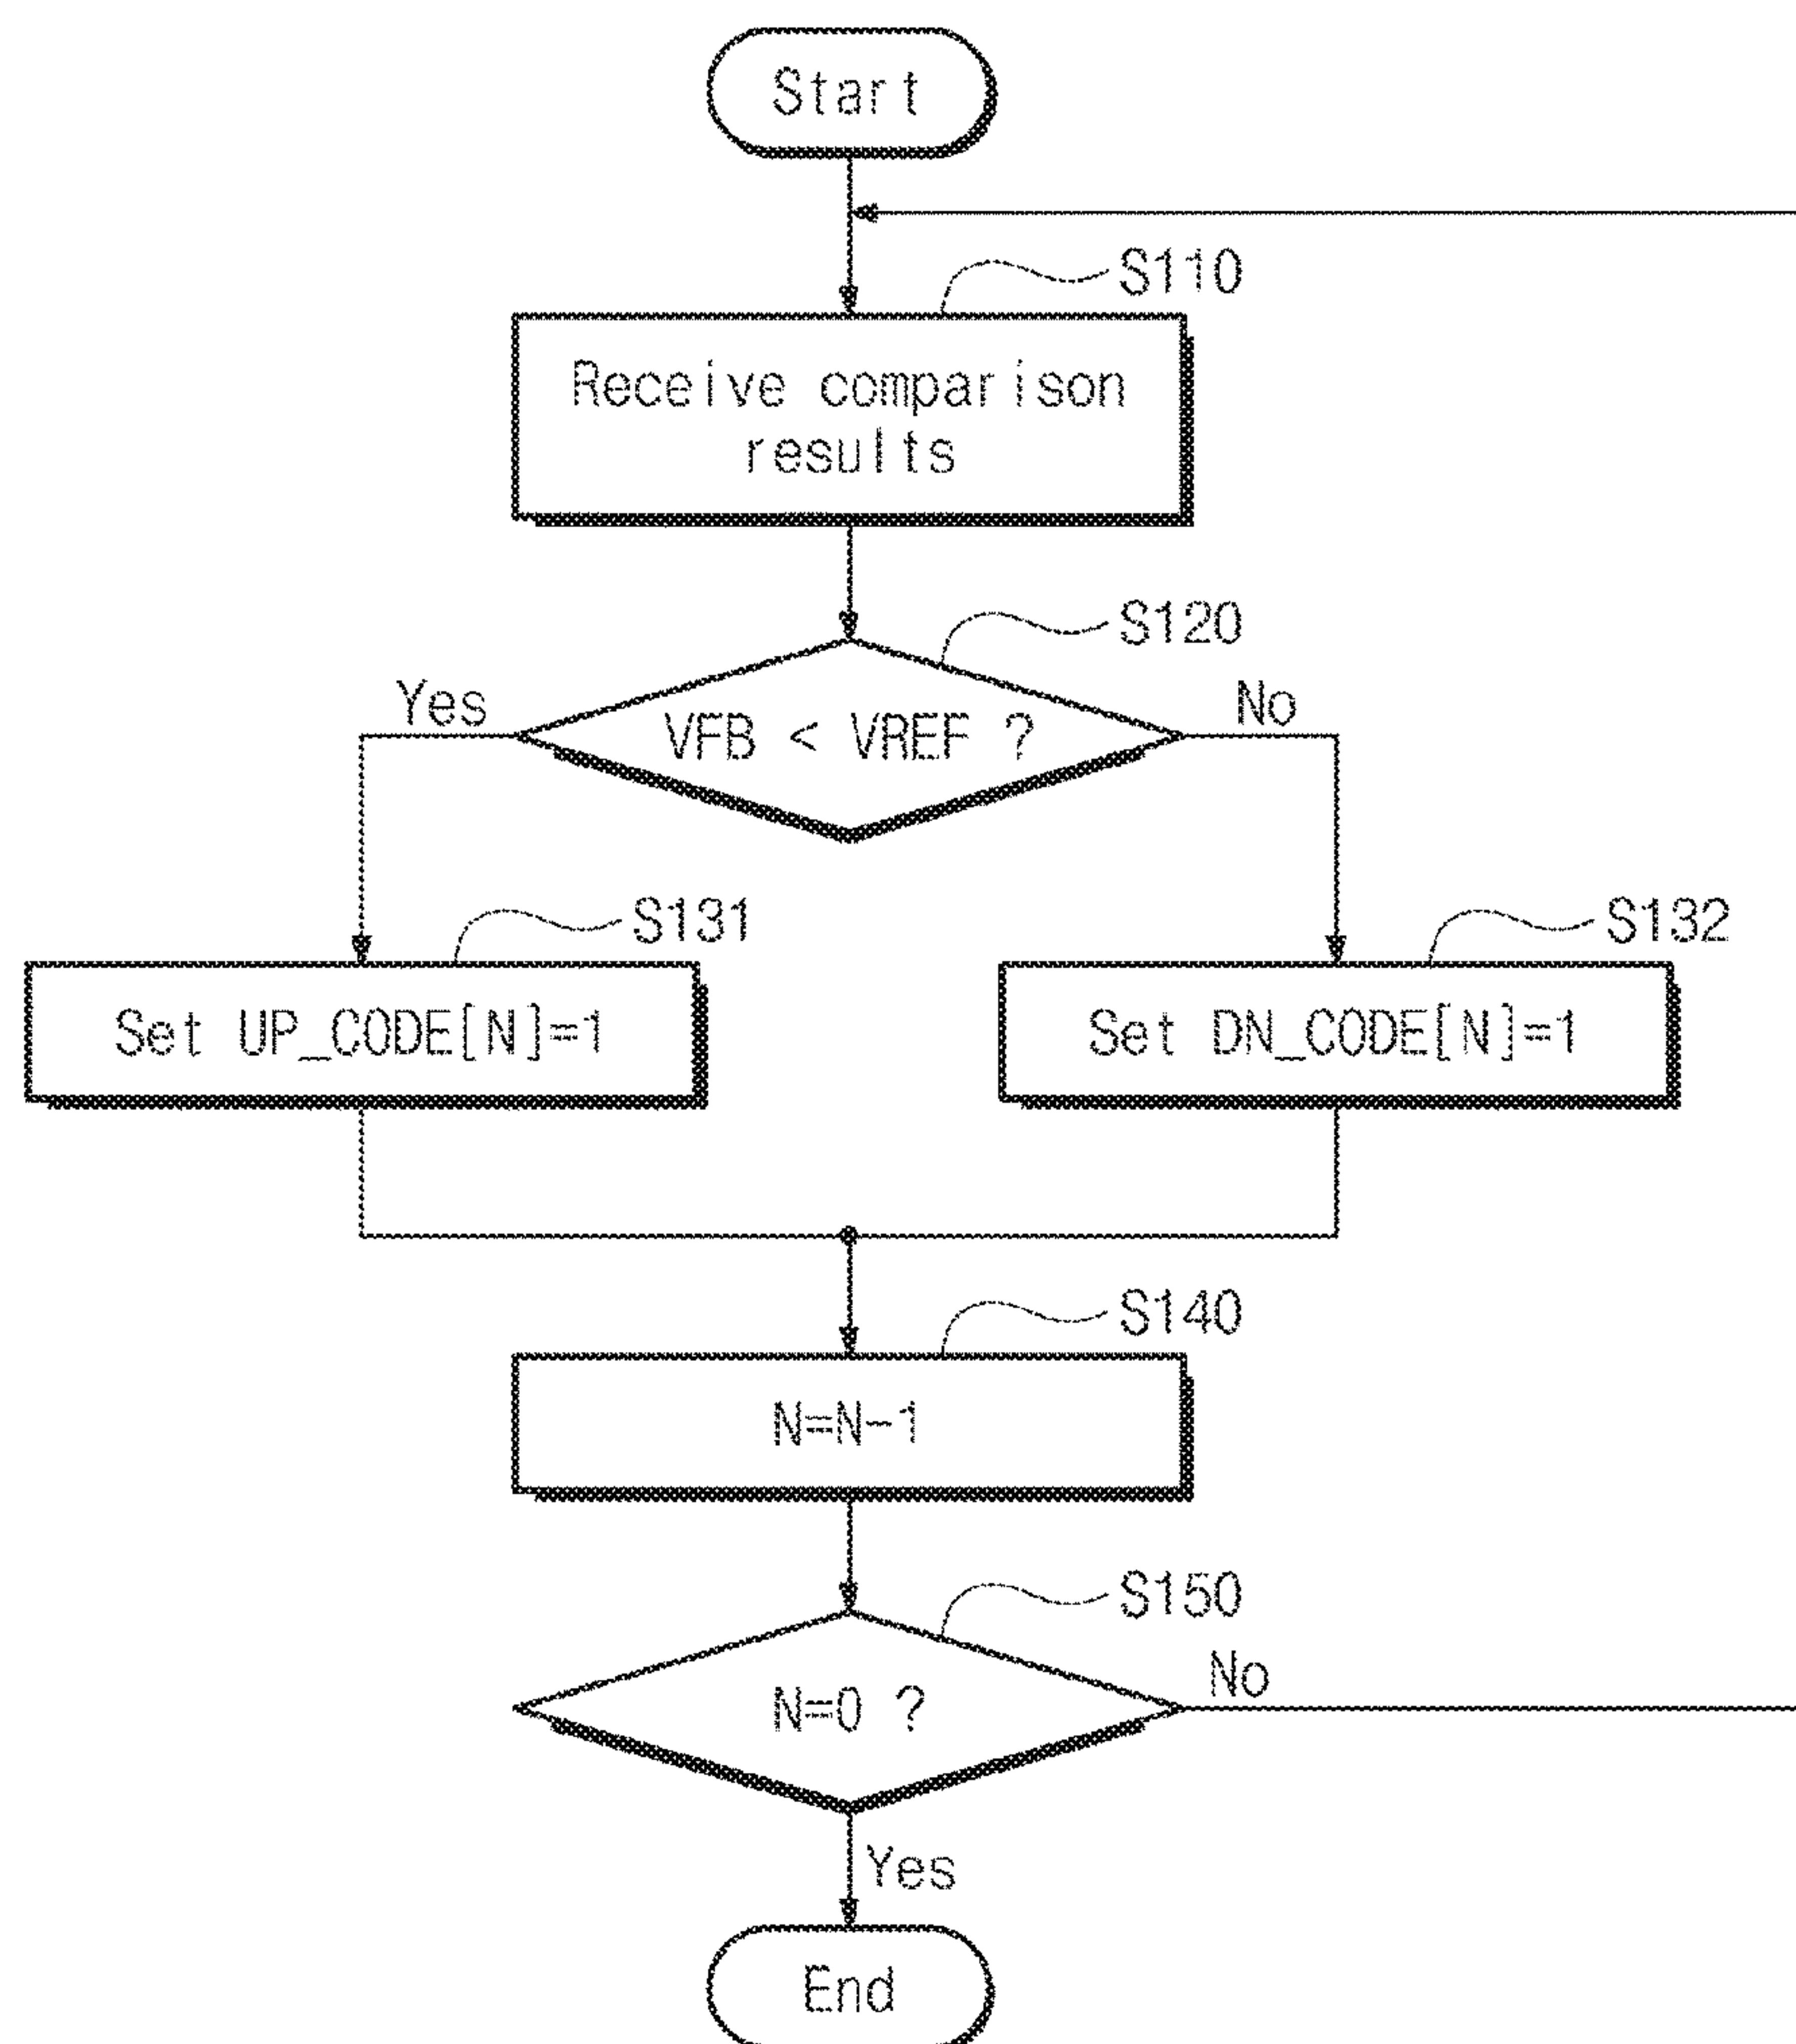 Start
S110
Receive comparison
results
S120
Yes
VFB < VREF ?
No
S131
S132
Set UP_CODE[N]=1
Set DN_CODE[N]=1
S140
N=N-1
S150
N=0 ?
No
Yes
End